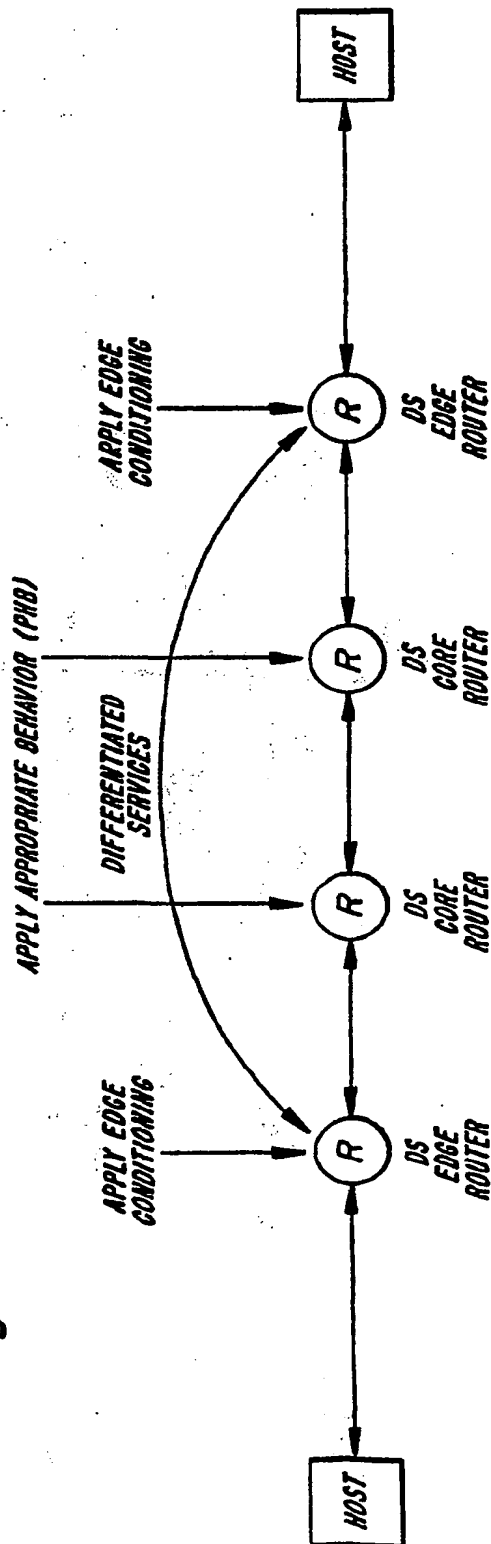 APPLY APPROPRIATE BEHAVIOR (PHB)
APPLY EDGE
CONDITIONING
DIFFERENTIATED
SERVICES
APPLY EDGE
CONDITIONING
HOST
R
R
R
R
HOST
DS
EDGE
ROUTER
DS
CORE
ROUTER
DS
CORE
ROUTER
DS
EDGE
ROUTER